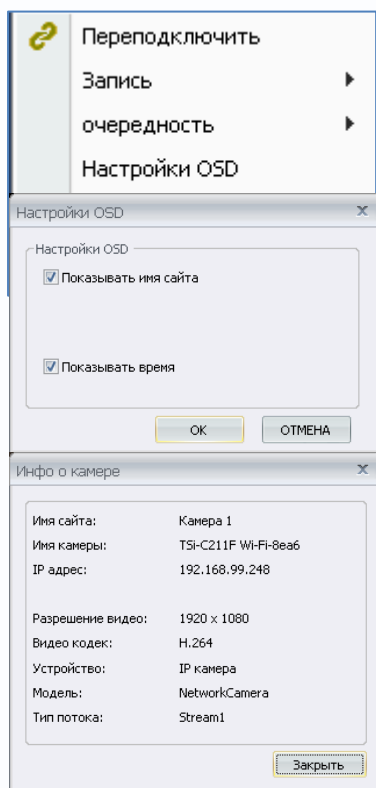 Переподключить
Запись
очередность
Настройки OSD
Настройки OSD
Настройки OSD
Показывать имя сайта
Показывать время
OK ОТМЕНА
Инфо о камере
Имя сайта: Камера 1
Имя камеры: TSi-C211F Wi-Fi-8ea6
IP адрес: 192.168.99.248
Разрешение видео: 1920 x 1080
Видео кодек: H.264
Устройство: IP камера
Модель: NetworkCamera
Тип потока: Stream1
Закрыть